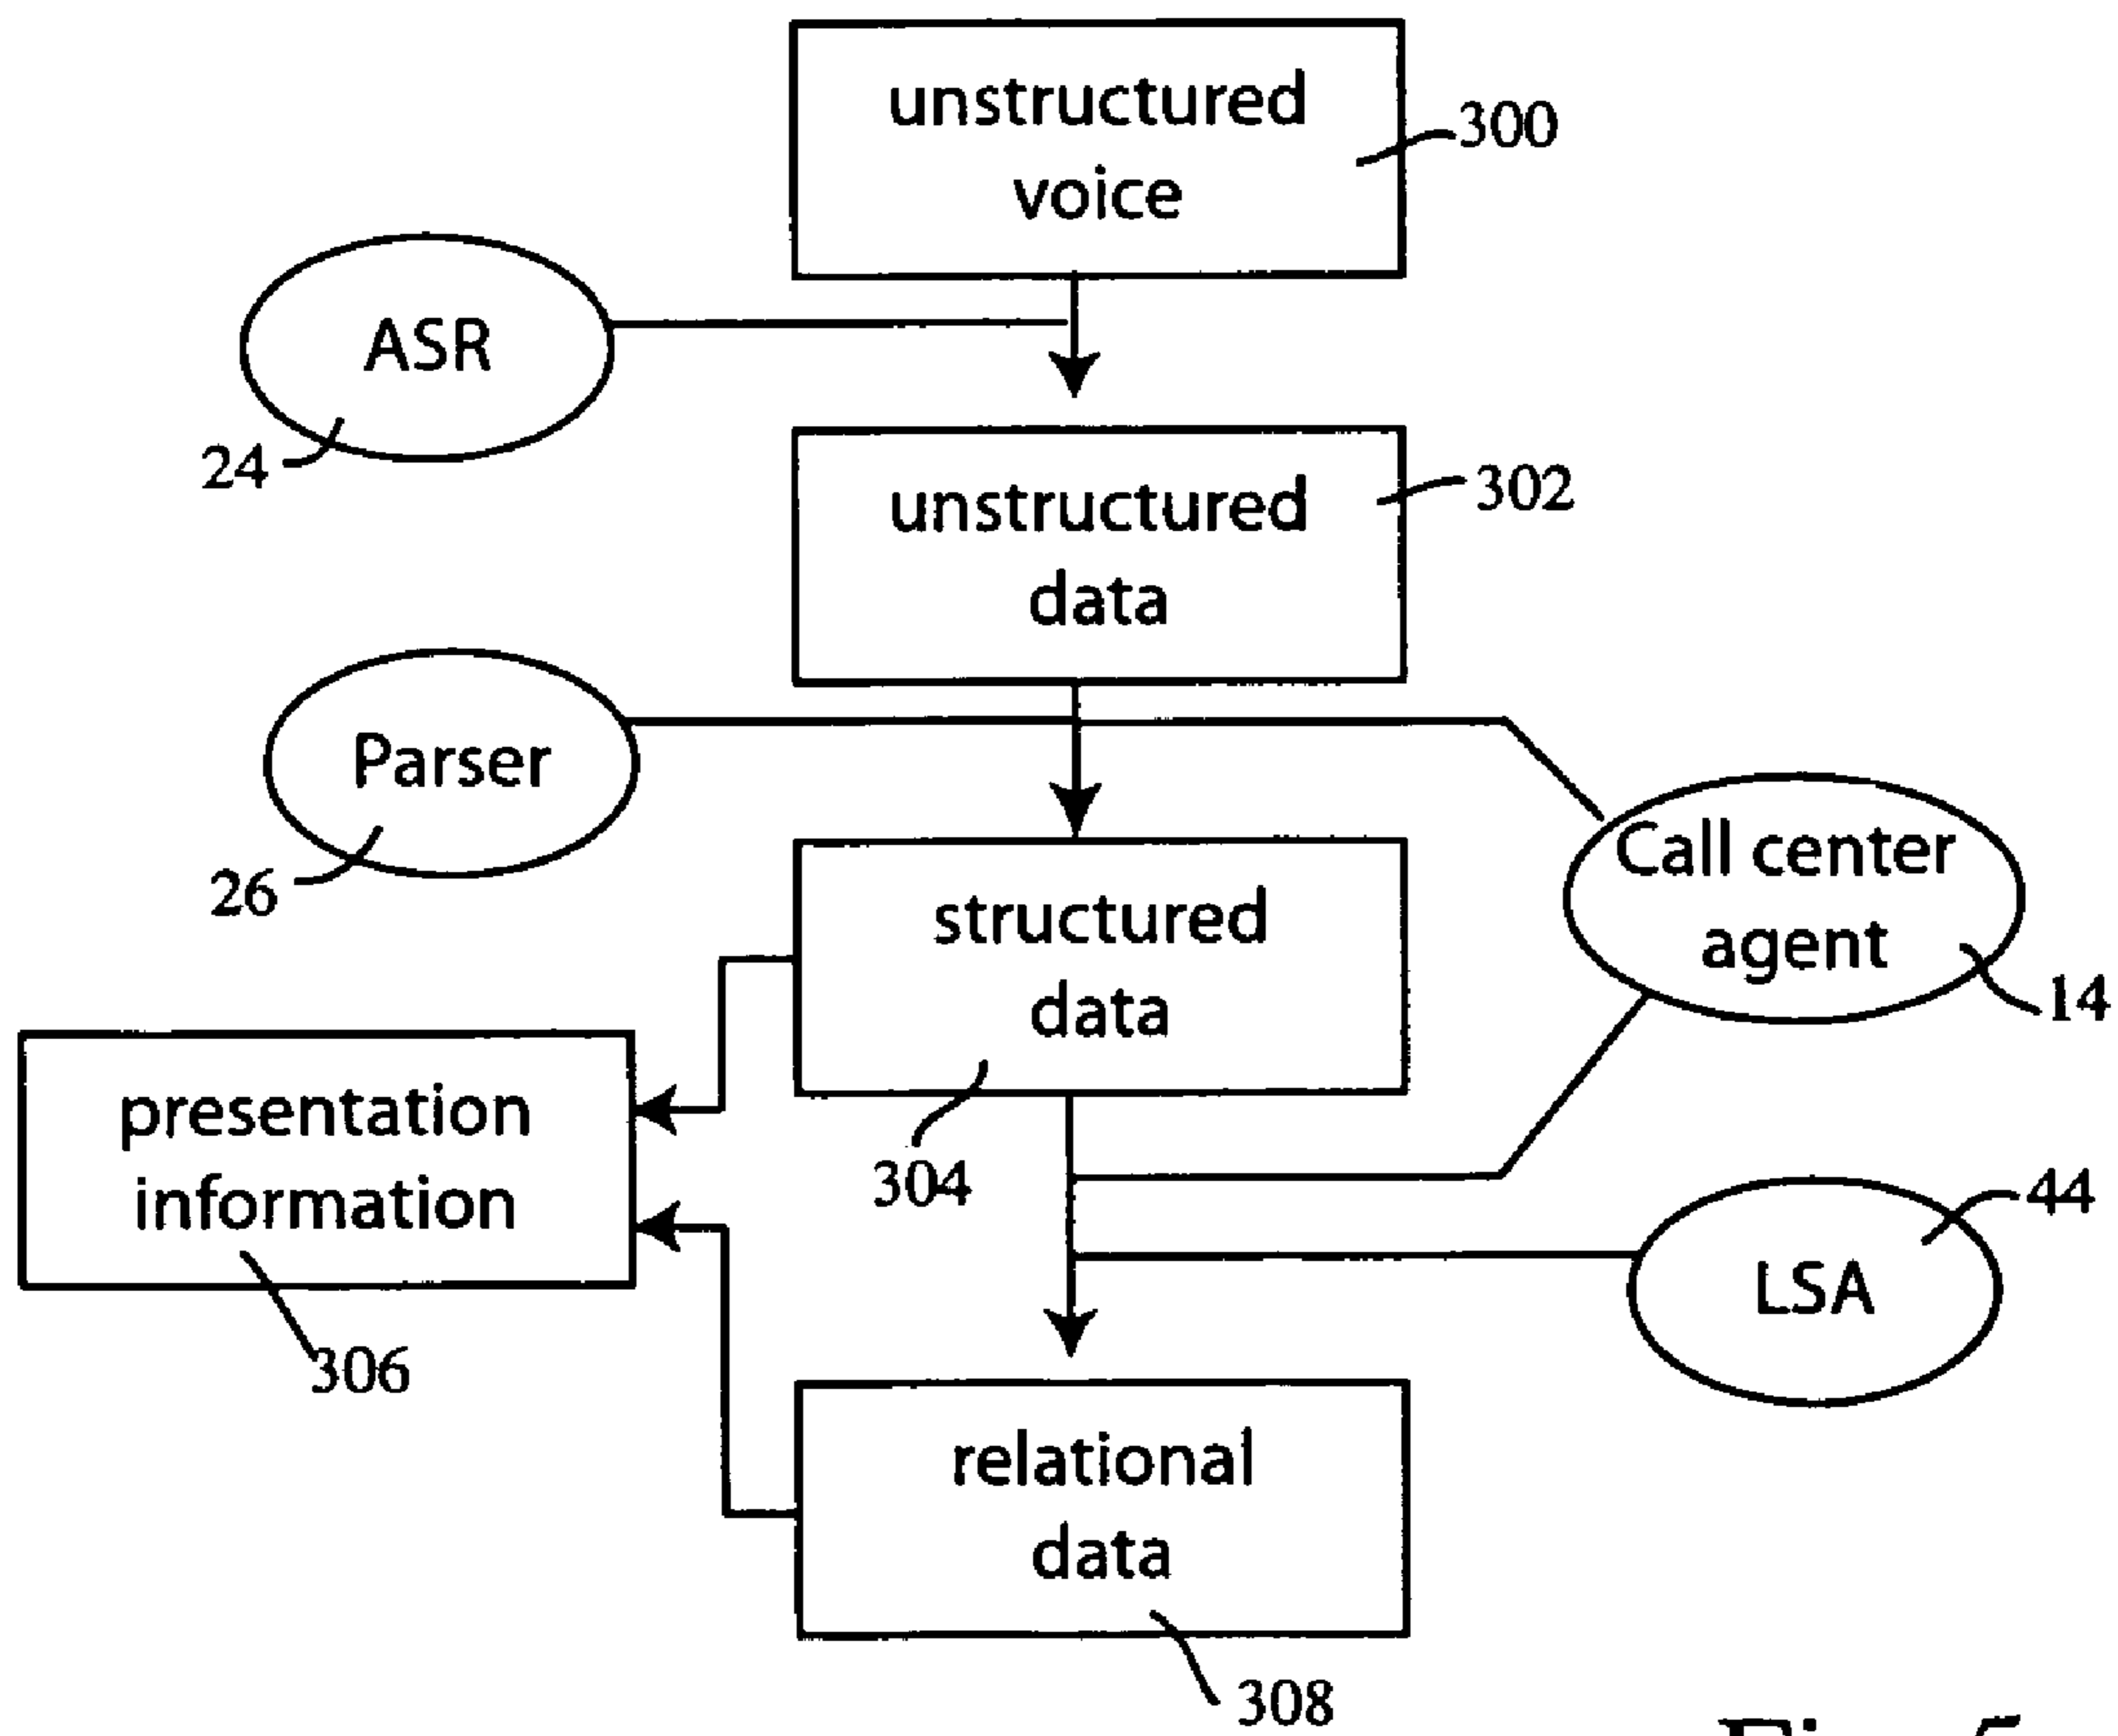 unstructured
voice
300
ASR
24
unstructured
data
302
Parser
26
Call center
agent
14
structured
data
304
presentation
information
306
LSA
44
relational
data
308